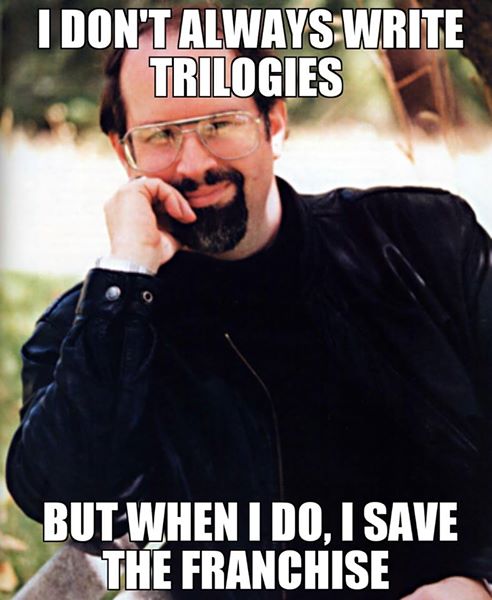 I DON'T ALWAYS WRITE
TRILOGIES
BUT WHEN I DO, I SAVE
THE FRANCHISE